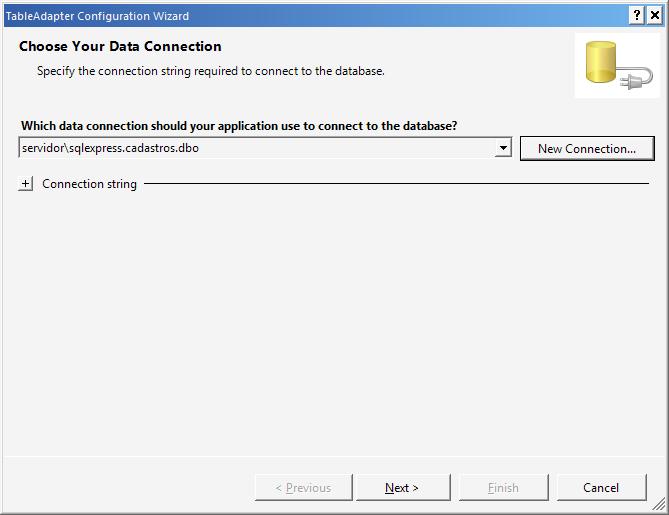 TableAdapter Configuration Wizard
Choose Your Data Connection
Specify the connection string required to connect to the database.
Which data connection should your application use to connect to the database?
servidor\sqlexpress.cadastros.dbo
New Connection...
Connection string
< Previous
Next >
Finish
Cancel